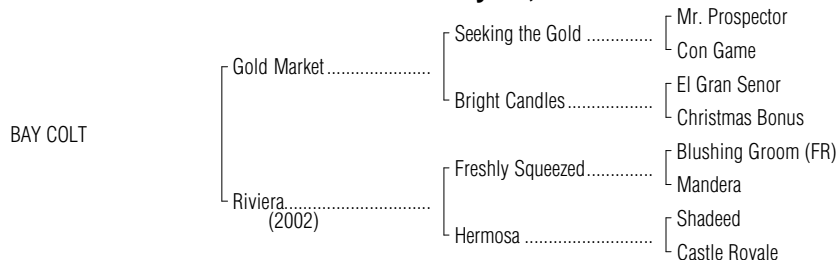 Mr. Prospector
Seeking the Gold ..............
Con Game
Gold Market ......................
El Gran Senor
Bright Candles ..................
Christmas Bonus
BAY COLT
Blushing Groom (FR)
Freshly Squeezed ..............
Mandera
Riviera ...............................
(2002)
Shadeed
Hermosa ...........................
Castle Royale